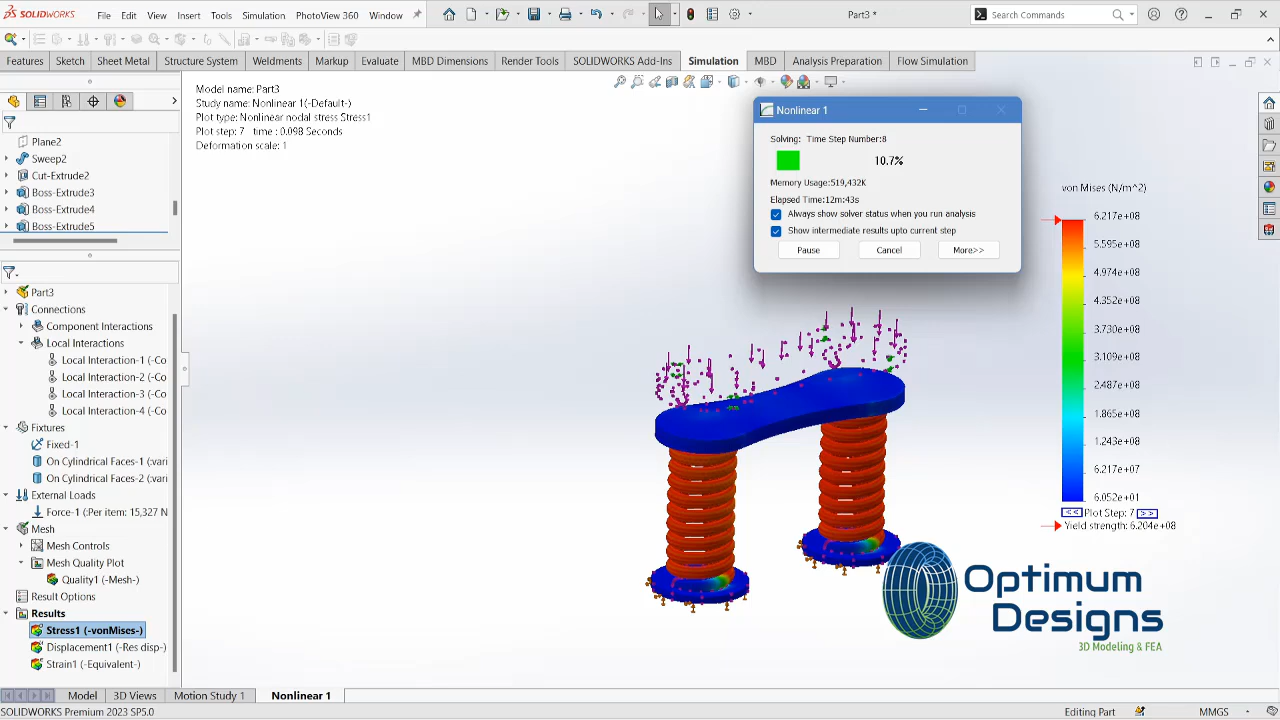 SOLIDWORKS
File
Edit
View
Insert
Tools
Simulation
PhotoView 360
Window
Part3 *
Search Commands
Features
Sketch
Sheet Metal
Structure System
Weldments
Markup
Evaluate
MBD Dimensions
Render Tools
SOLIDWORKS Add-Ins
Simulation
MBD
Analysis Preparation
Flow Simulation
Plane2
Sweep2
Cut-Extrude2
Boss-Extrude3
Boss-Extrude4
Boss-Extrude5
Part3
Connections
Component Interactions
Local Interactions
Local Interaction-1 (-Co
Local Interaction-2 (-Co
Local Interaction-3 (-Co
Local Interaction-4 (-Co
Fixtures
Fixed-1
On Cylindrical Faces-1 (vari
On Cylindrical Faces-2 (vari
External Loads
Force-1 (:Per item: 15,327 N
Mesh
Mesh Controls
Mesh Quality Plot
Quality1 (-Mesh-)
Result Options
Results
Stress1 (-vonMises-)
Displacement1 (-Res disp-)
Strain1 (-Equivalent-)
Model name: Part3
Study name: Nonlinear 1(-Default-)
Plot type: Nonlinear nodal stress Stress1
Plot step: 7 time : 0.098 Seconds
Deformation scale: 1
Nonlinear 1
Solving: Time Step Number:8
10.7%
Memory Usage:519,432K
Elapsed Time:12m:43s
Always show solver status when you run analysis
Show intermediate results upto current step
Pause
Cancel
More>>
von Mises (N/m^2)
6.217e+08
5.595e+08
4.974e+08
4.352e+08
3.730e+08
3.108e+08
2.487e+08
1.865e+08
1.243e+08
6.217e+07
6.052e+01
<< Plot Step: 7 >>
Yield strength: 6.204e+08
Optimum
Designs
3D Modeling & FEA
Model
3D Views
Motion Study 1
Nonlinear 1
SOLIDWORKS Premium 2023 SP5.0
Editing Part
MMGS